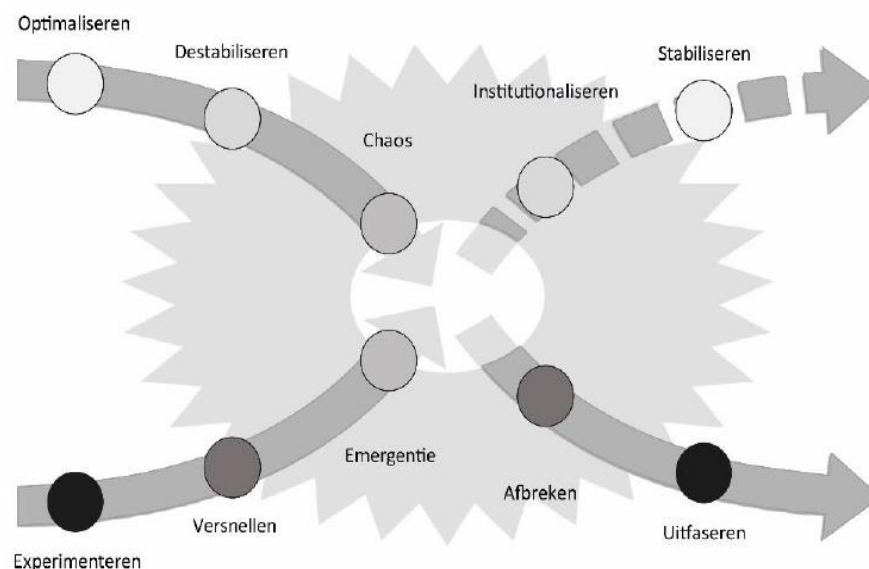 Optimaliseren
Destabiliseren
Chaos
Institutionaliseren
Stabiliseren
Experimenteren
Versnellen
Emergentie
Afbreken
Uitfaseren